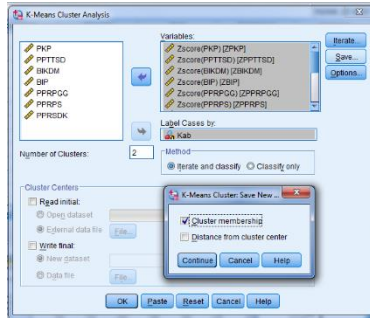 K-Means Cluster Analysis
PKP
PPTTSD
BIKDM
BIP
PPRPGG
PPRPS
PPRSDK
Variables:
Zscore(PKP) [ZPKP]
Zscore(PPTTSD) [ZPPTTSD]
Zscore(BIKDM) [ZBIKDM]
Zscore(BIP) [ZBIP]
Zscore(PPRPGG) [ZPPRPGG]
Zscore(PPRPS) [ZPPRPS]
Iterate...
Save...
Options...
Label Cases by:
Kab
Number of Clusters:
2
Method
Iterate and classify
Classify only
Cluster Centers
Read initial:
Open dataset
External data file
File...
Write final:
New dataset
Data file
File...
K-Means Cluster: Save New ...
Cluster membership
Distance from cluster center
Continue
Cancel
Help
OK
Paste
Reset
Cancel
Help